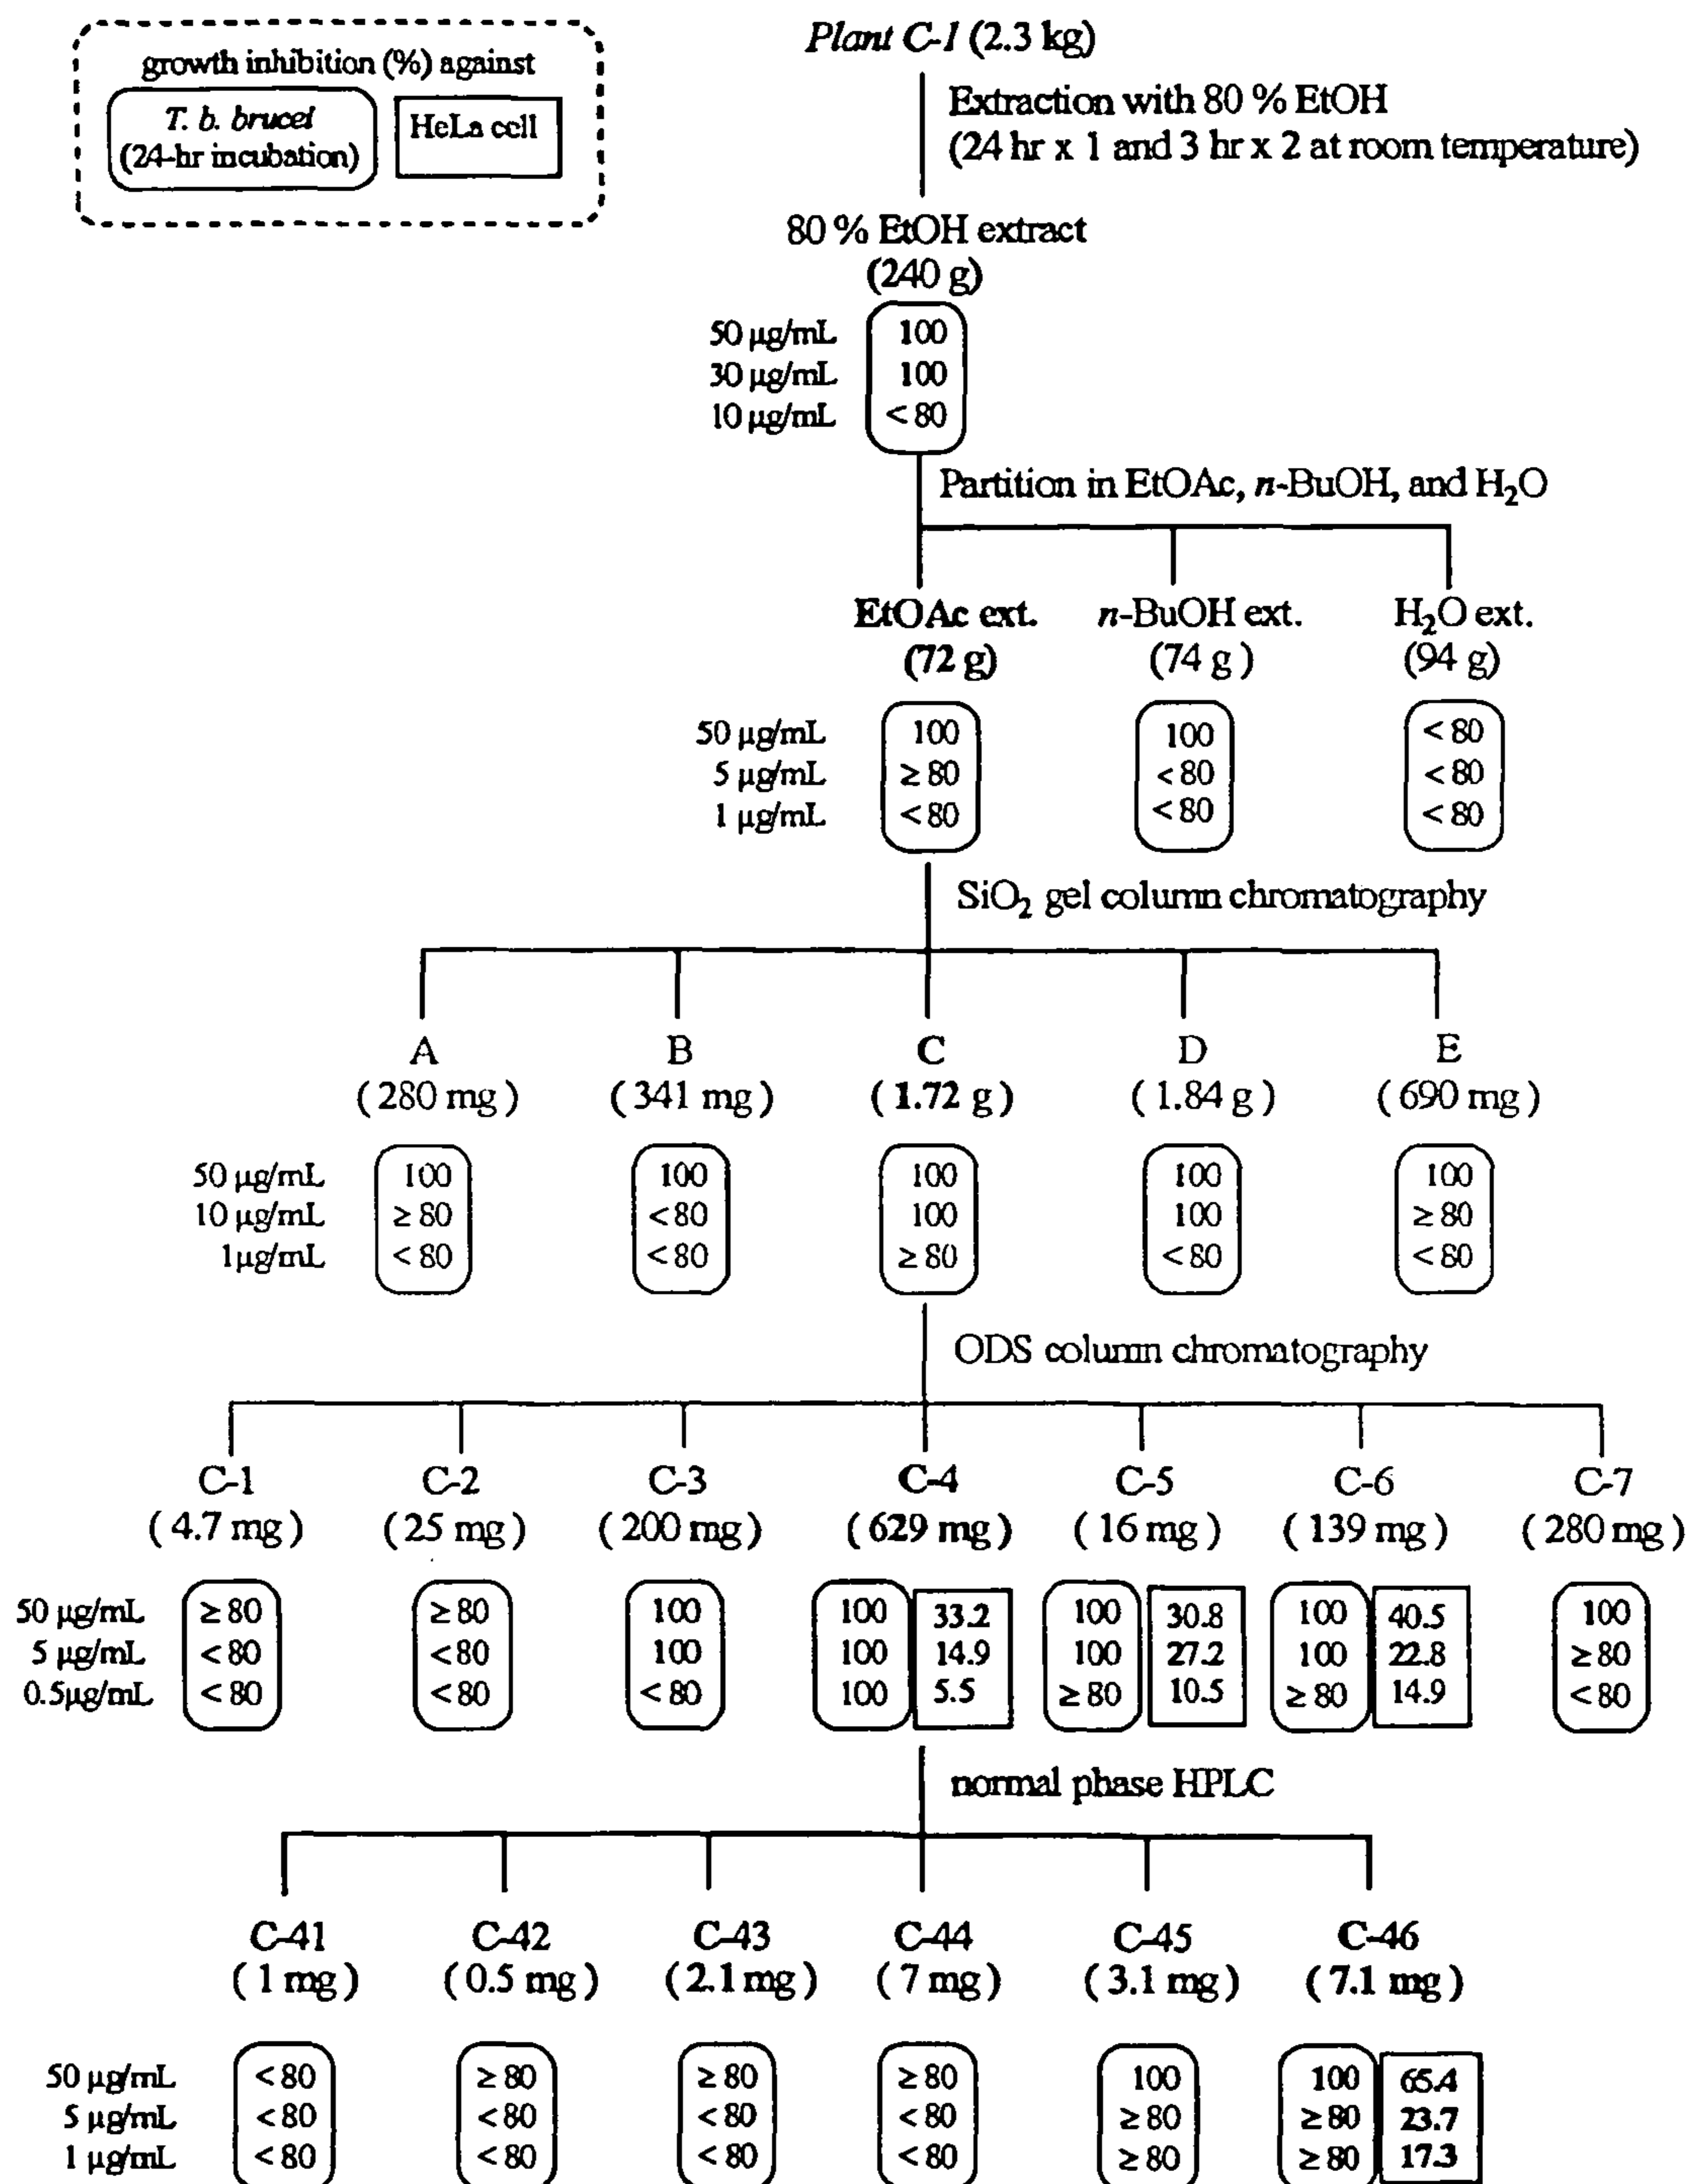 growth inhibition (%) against
T. b. brucei
(24-hr incubation)
HeLa cell
Plant C-1 (2.3 kg)
Extraction with 80 % EtOH
(24 hr x 1 and 3 hr x 2 at room temperature)
80 % EtOH extract
(240 g)
50 µg/mL 100
30 µg/mL 100
10 µg/mL < 80
Partition in EtOAc, n-BuOH, and H₂O
EtOAc ext. n-BuOH ext. H₂O ext.
(72 g) (74 g ) (94 g)
50 µg/mL 100 100 < 80
5 µg/mL ≥ 80 < 80 < 80
1 µg/mL < 80 < 80 < 80
SiO₂ gel column chromatography
A B C D E
( 280 mg ) ( 341 mg ) ( 1.72 g ) ( 1.84 g ) ( 690 mg )
50 µg/mL 100 100 100 100 100
10 µg/mL ≥ 80 < 80 100 100 ≥ 80
1µg/mL < 80 < 80 ≥ 80 < 80 < 80
ODS column chromatography
C-1 C-2 C-3 C-4 C-5 C-6 C-7
( 4.7 mg ) ( 25 mg ) ( 200 mg ) ( 629 mg ) ( 16 mg ) ( 139 mg ) ( 280 mg )
50 µg/mL ≥ 80 ≥ 80 100 100 33.2 100 30.8 100 40.5 100
5 µg/mL < 80 < 80 100 100 14.9 100 27.2 100 22.8 ≥ 80
0.5µg/mL < 80 < 80 < 80 100 5.5 ≥ 80 10.5 ≥ 80 14.9 < 80
normal phase HPLC
C-41 C-42 C-43 C-44 C-45 C-46
( 1 mg ) ( 0.5 mg ) ( 2.1 mg ) ( 7 mg ) ( 3.1 mg ) ( 7.1 mg )
50 µg/mL < 80 ≥ 80 ≥ 80 ≥ 80 100 100 65.4
5 µg/mL < 80 < 80 < 80 < 80 ≥ 80 ≥ 80 23.7
1 µg/mL < 80 < 80 < 80 < 80 ≥ 80 ≥ 80 17.3